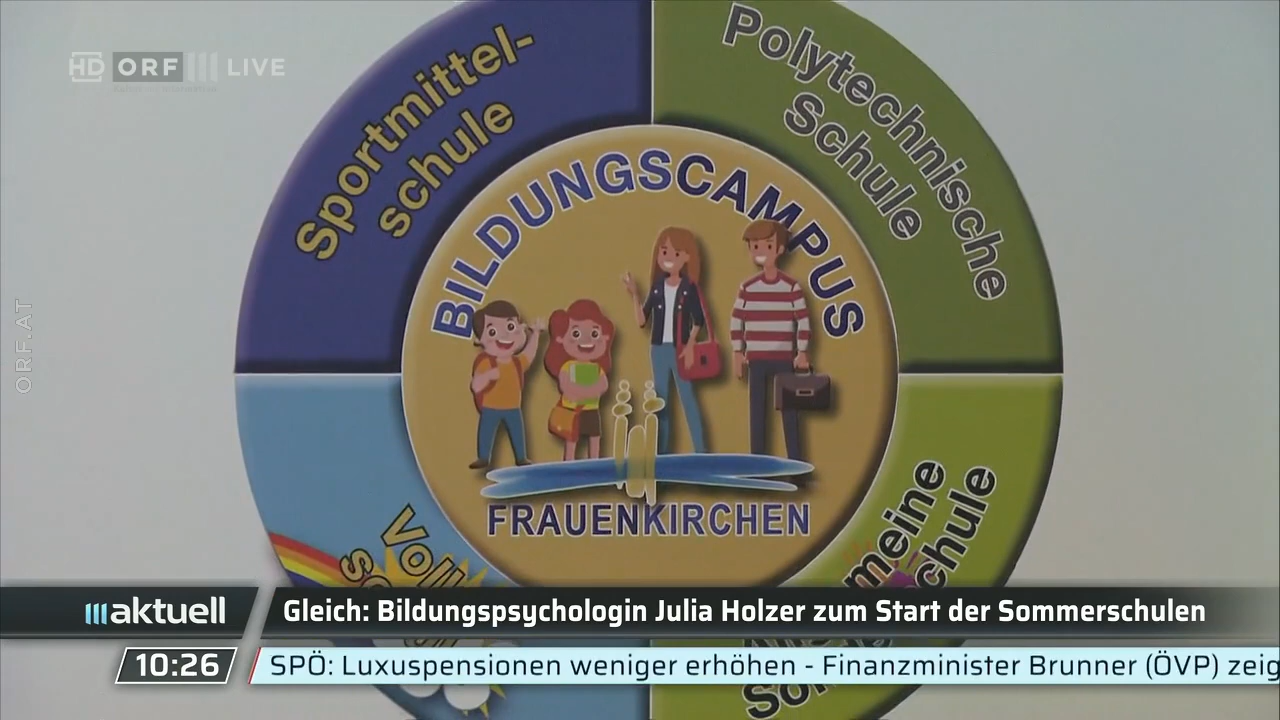 HD ORF LIVE
ORF.AT
Sportmittel-
schule
Polytechnische
Schule
BILDUNGSCAMPUS
FRAUENKIRCHEN
aktuell
Gleich: Bildungspsychologin Julia Holzer zum Start der Sommerschulen
10:26
SPÖ: Luxuspensionen weniger erhöhen - Finanzminister Brunner (ÖVP) zeig